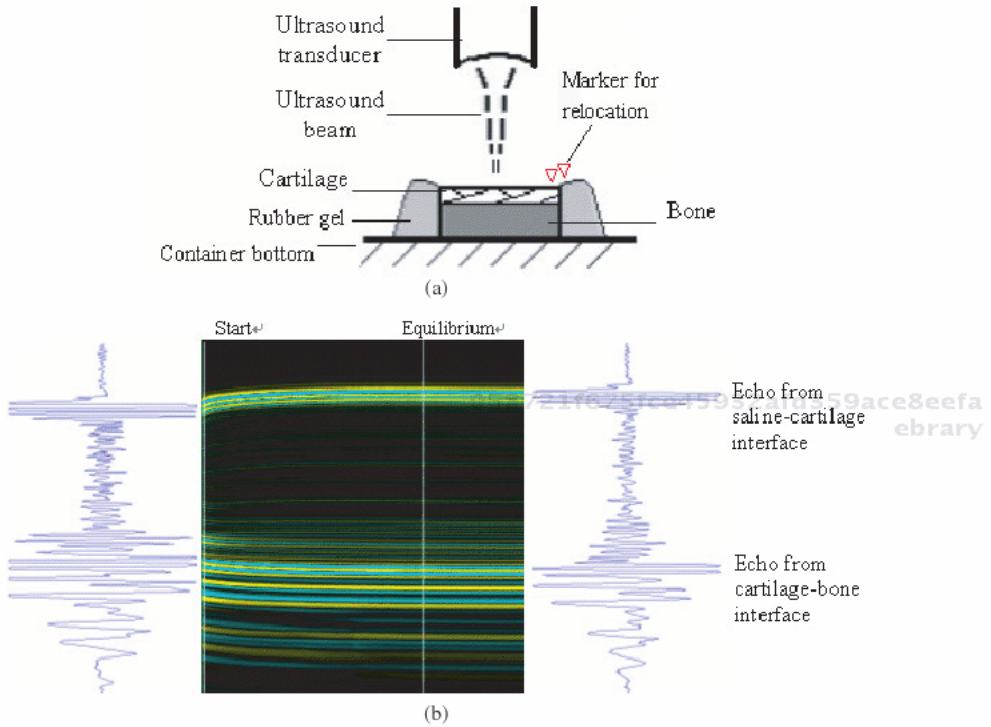 Ultrasound
transducer
Ultrasound
beam
Marker for
relocation
Cartilage
Rubber gel
Bone
Container bottom
(a)
Start↵
Equilibrium↵
Echo from
saline-cartilage
interface
ebrary
Echo from
cartilage-bone
interface
(b)